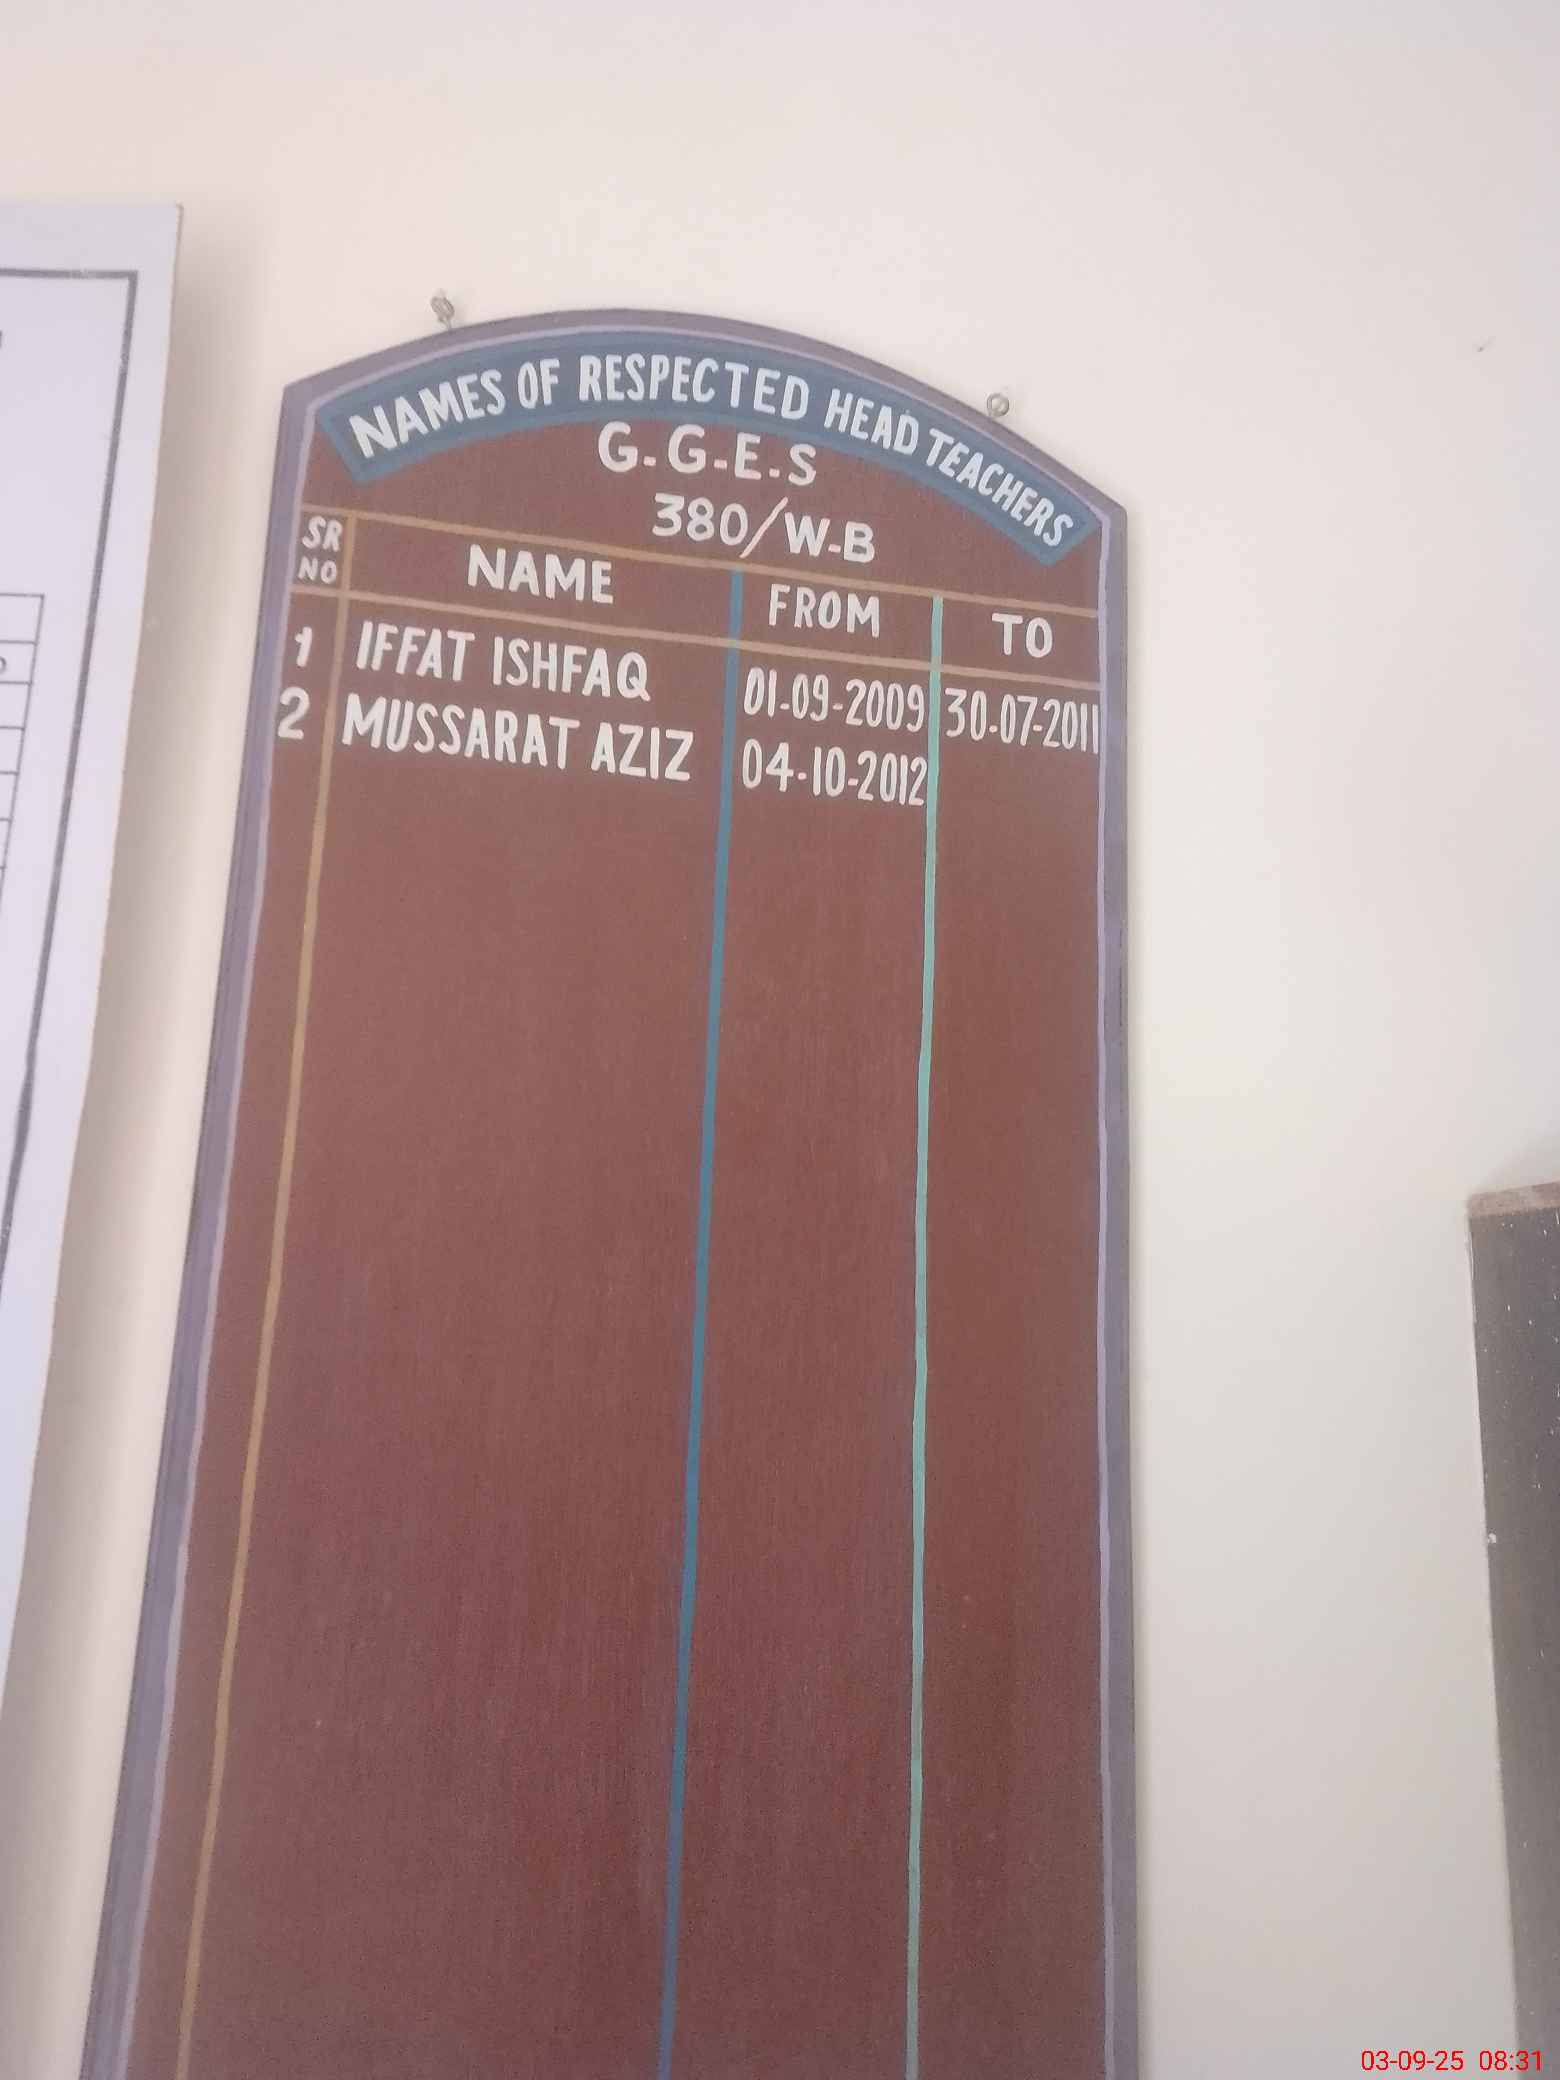 NAMES OF RESPECTED HEAD TEACHERS
G.G.E.S
380/W-B
SR NO NAME FROM TO
1 IFFAT ISHFAQ 01-09-2009 30-07-2011
2 MUSSARAT AZIZ 04-10-2012
03-09-25 08:31